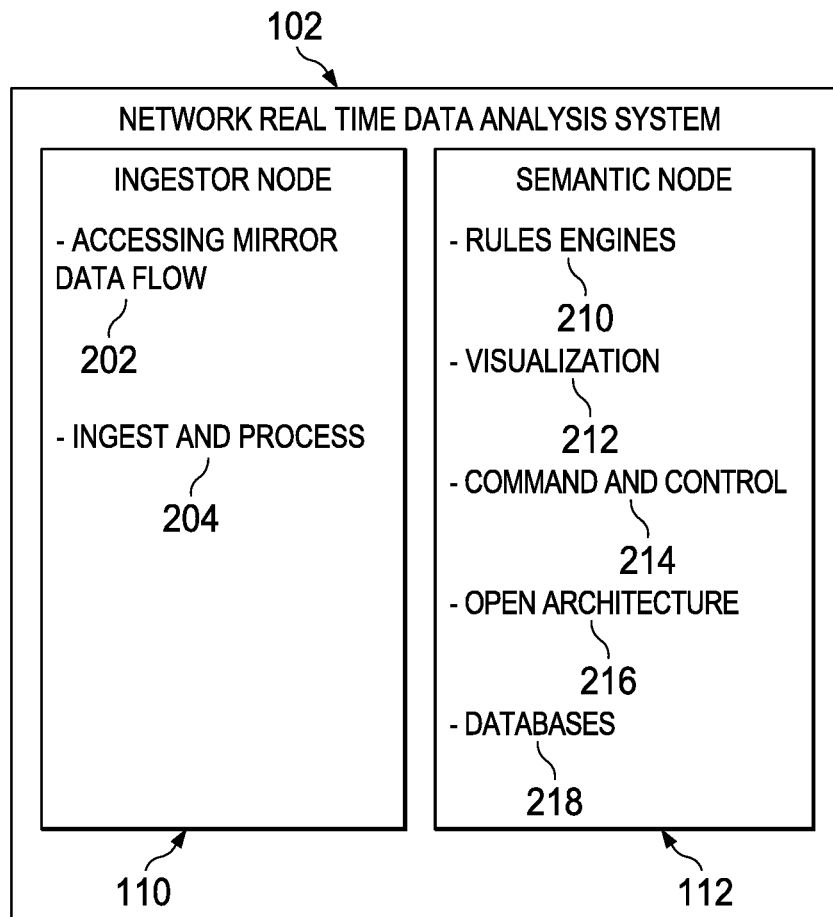 102
NETWORK REAL TIME DATA ANALYSIS SYSTEM
INGESTOR NODE
- ACCESSING MIRROR
DATA FLOW
202
- INGEST AND PROCESS
204
110
SEMANTIC NODE
- RULES ENGINES
210
- VISUALIZATION
212
- COMMAND AND CONTROL
214
- OPEN ARCHITECTURE
216
- DATABASES
218
112